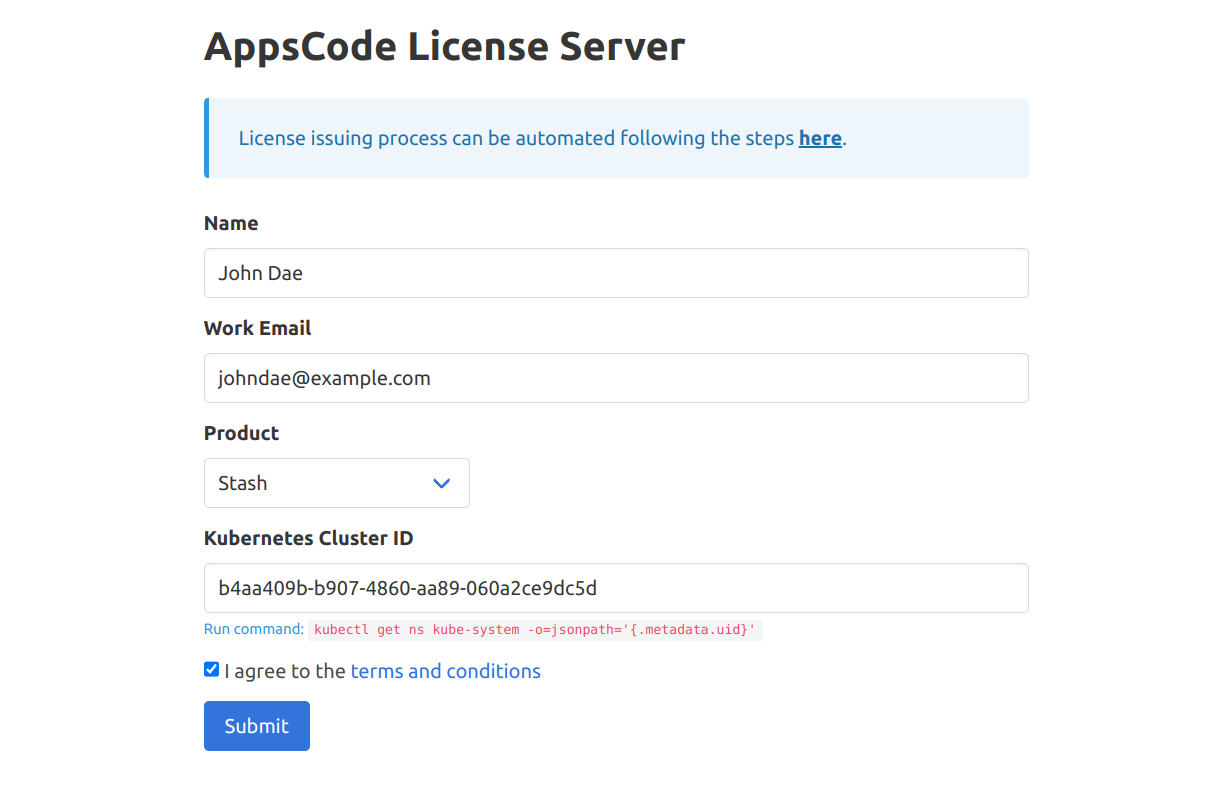 AppsCode License Server
License issuing process can be automated following the steps here.
Name
John Dae
Work Email
johndae@example.com
Product
Stash
Kubernetes Cluster ID
b4aa409b-b907-4860-aa89-060a2ce9dc5d
Run command: kubectl get ns kube-system -o=jsonpath='{.metadata.uid}'
I agree to the terms and conditions
Submit